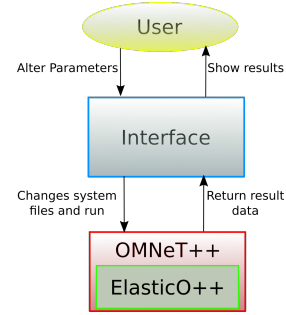 User
Alter Parameters
Show results
Interface
Changes system
files and run
Return result
data
OMNeT++
ElasticO++